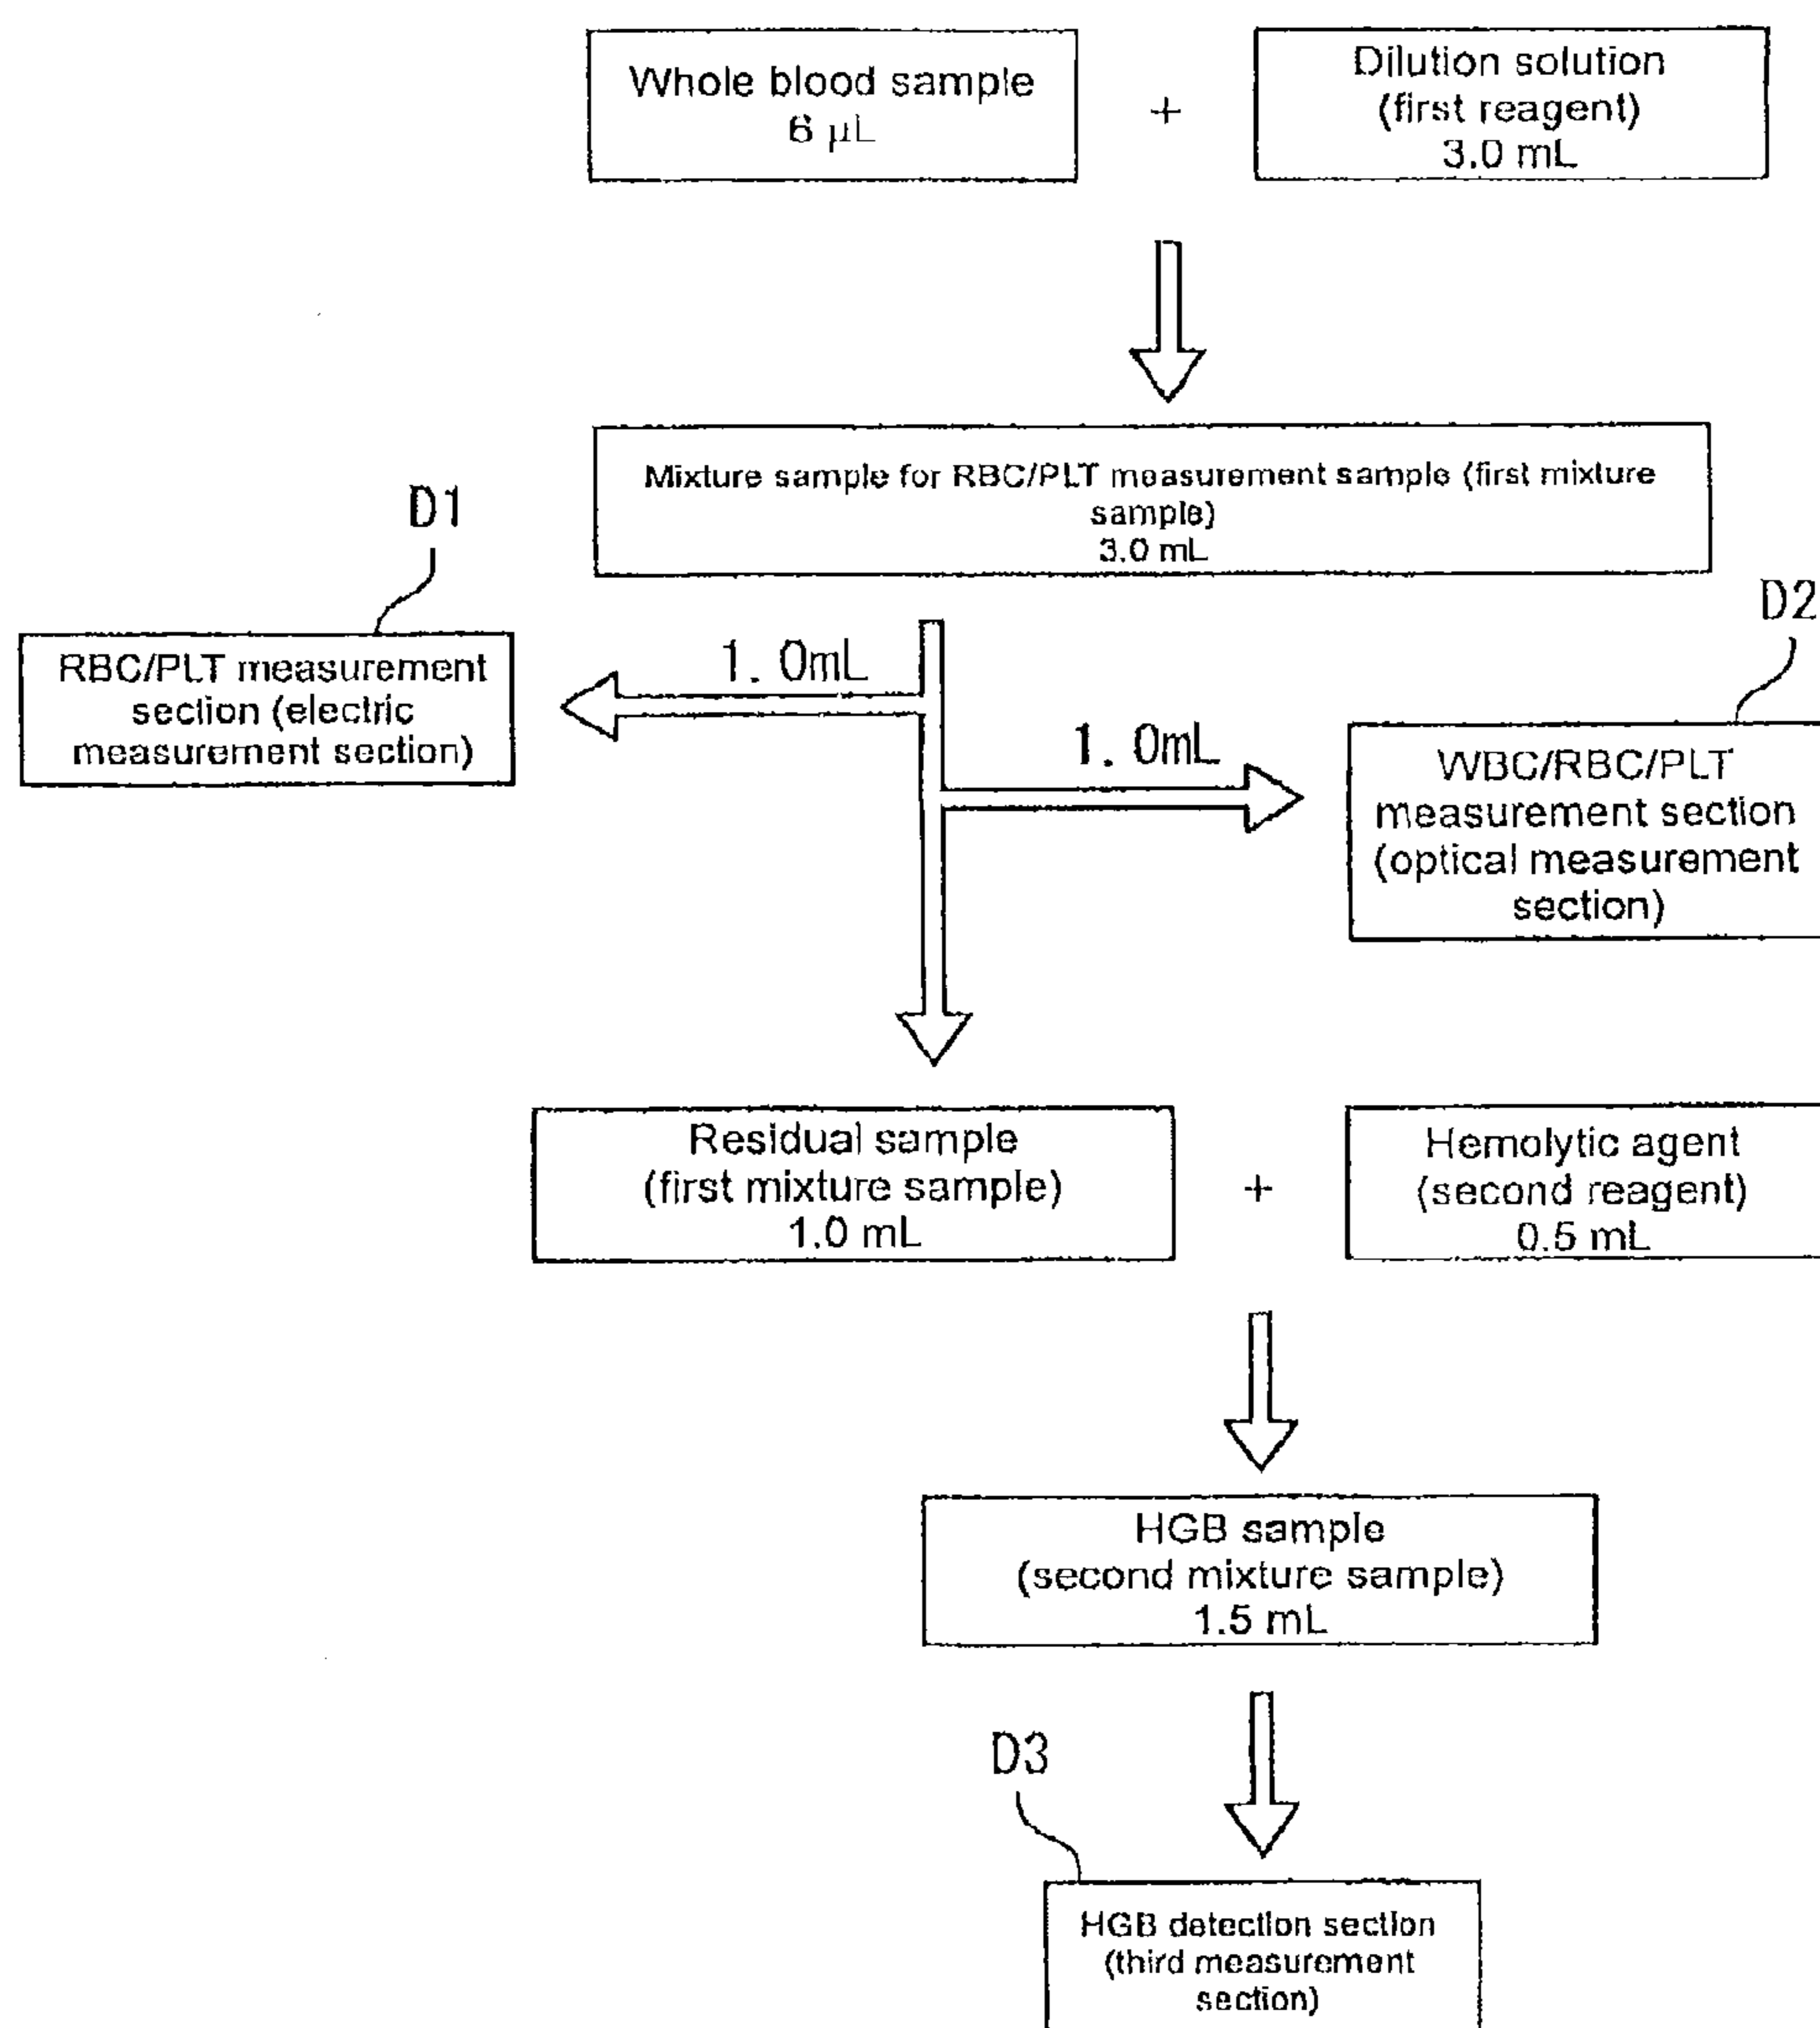 Whole blood sample
6 µL
+
Dilution solution
(first reagent)
3.0 mL
Mixture sample for RBC/PLT measurement sample (first mixture
sample)
3.0 mL
D1
RBC/PLT measurement
section (electric
measurement section)
1. 0mL
1. 0mL
D2
WBC/RBC/PLT
measurement section
(optical measurement
section)
Residual sample
(first mixture sample)
1.0 mL
+
Hemolytic agent
(second reagent)
0.5 mL
HGB sample
(second mixture sample)
1.5 mL
D3
HGB detection section
(third measurement
section)